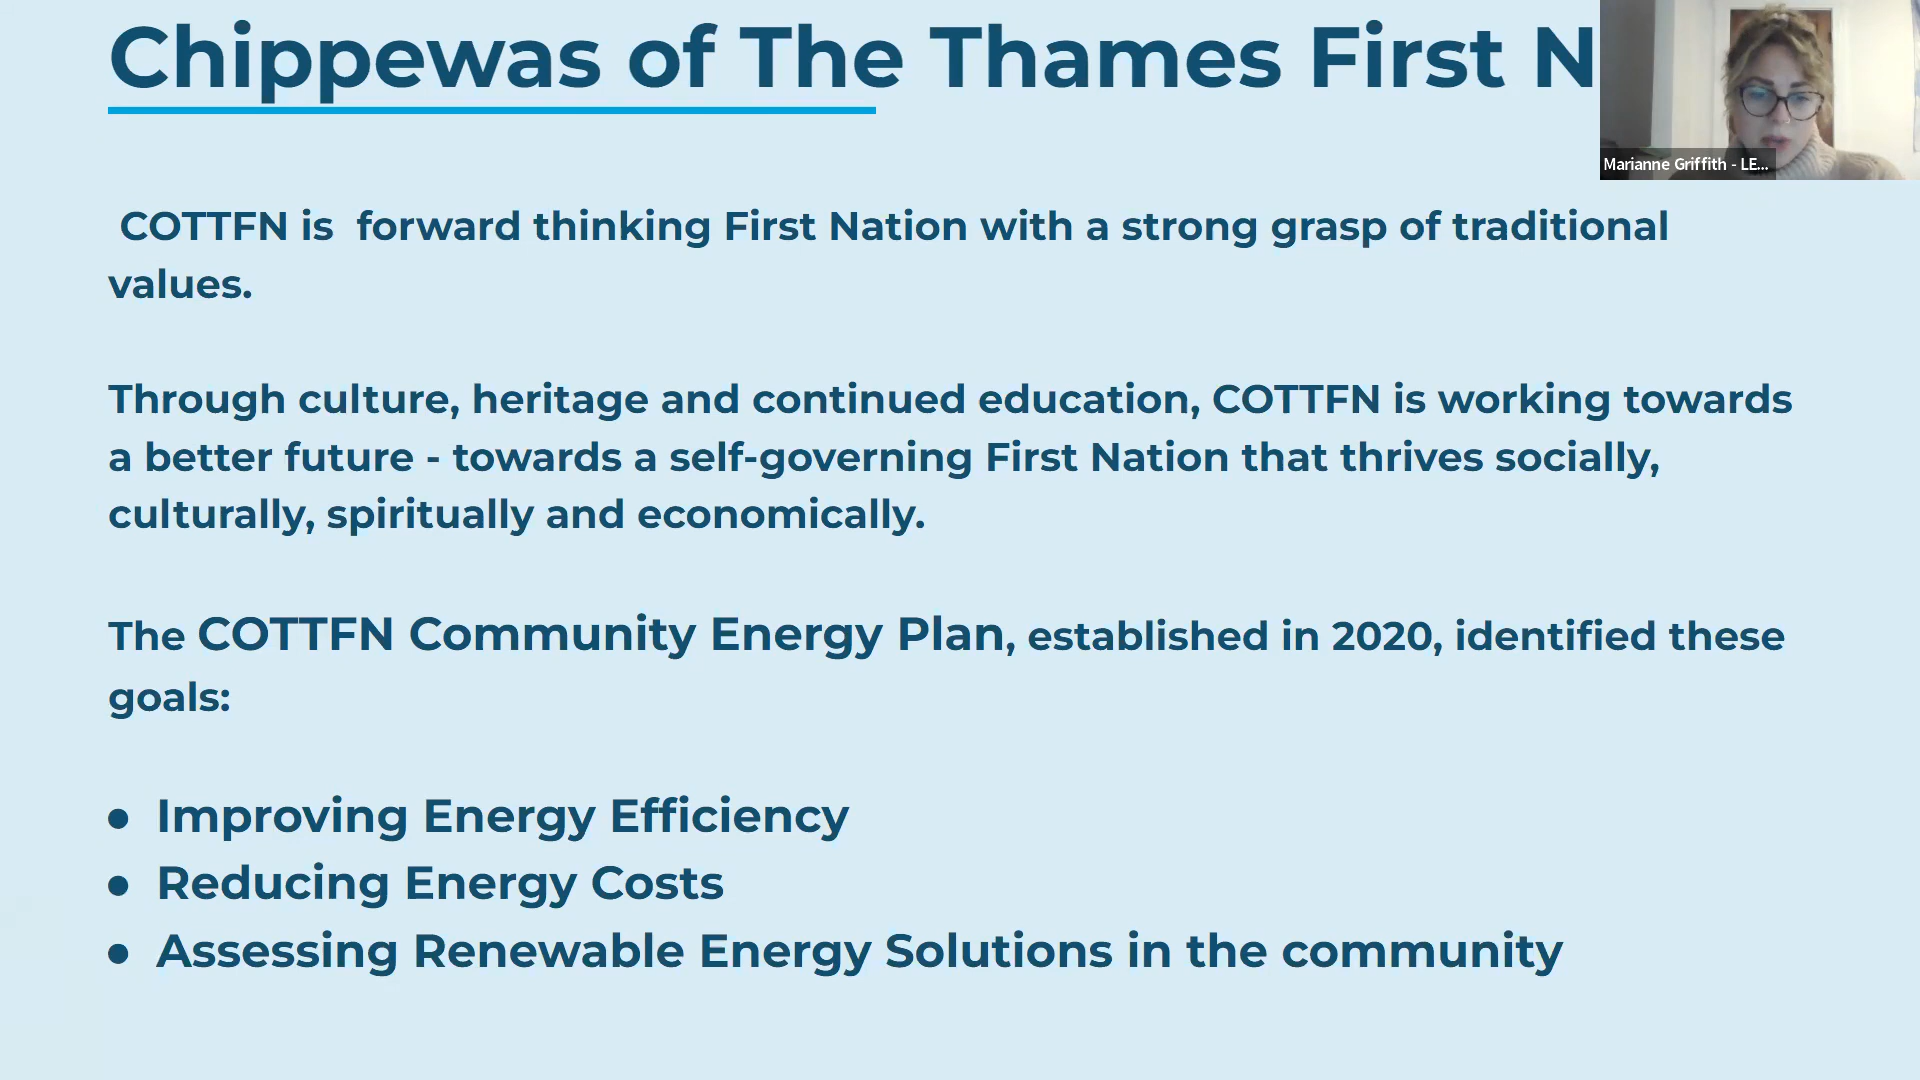 Chippewas of The Thames First N
Marianne Griffith - LE...
COTTFN is  forward thinking First Nation with a strong grasp of traditional
values.
Through culture, heritage and continued education, COTTFN is working towards
a better future - towards a self-governing First Nation that thrives socially,
culturally, spiritually and economically.
The COTTFN Community Energy Plan, established in 2020, identified these
goals:
● Improving Energy Efficiency
● Reducing Energy Costs
● Assessing Renewable Energy Solutions in the community